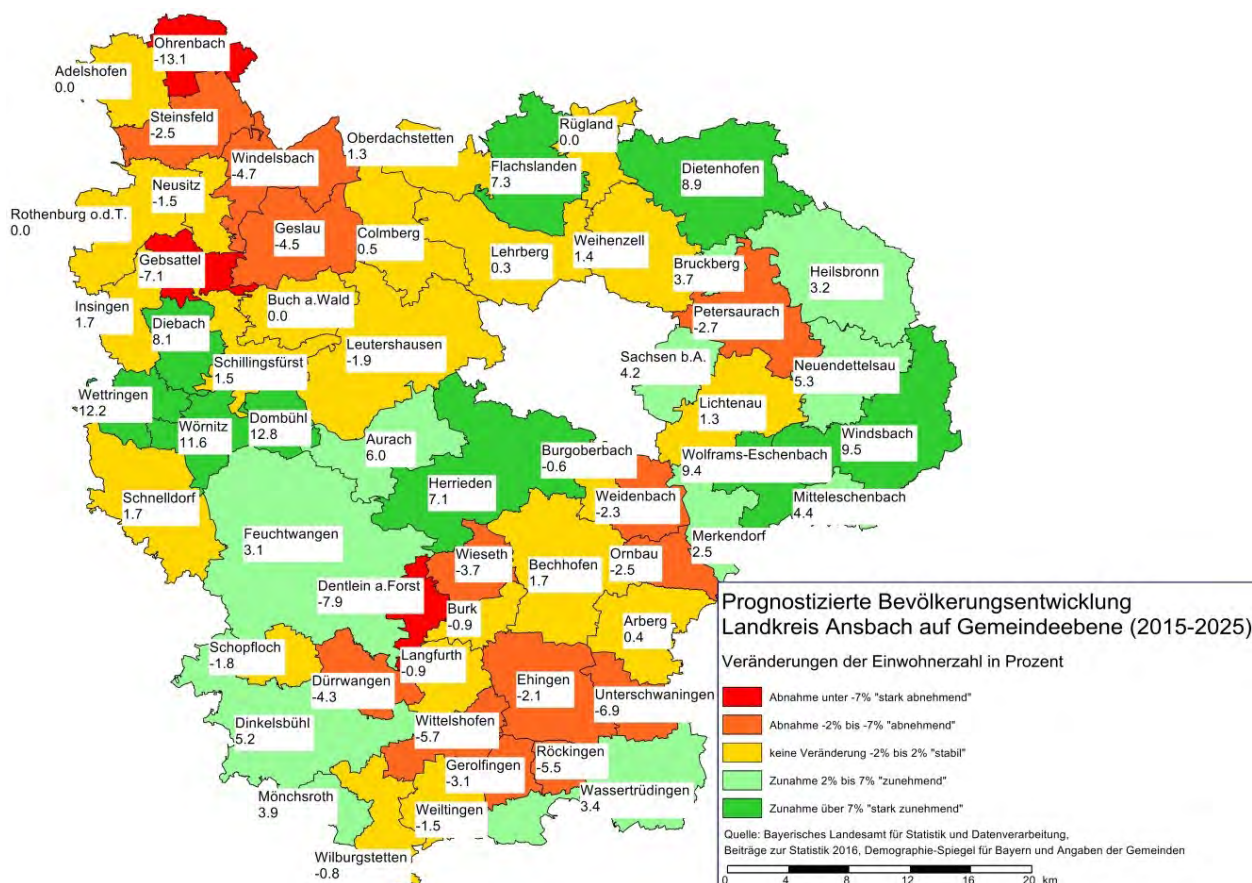 Ohrenbach
-13.1
Adelshofen
0.0
Steinsfeld
-2.5
Rügland
0.0
Oberdachstetten
1.3
Windelsbach
-4.7
Flachslanden
7.3
Dietenhofen
8.9
Neusitz
-1.5
Rothenburg o.d.T.
0.0
Geslau
-4.5
Colmberg
0.5
Lehrberg
0.3
Weihenzell
1.4
Bruckberg
3.7
Heilsbronn
3.2
Gebsattel
-7.1
Insingen
1.7
Buch a.Wald
0.0
Petersaurach
-2.7
Diebach
8.1
Leutershausen
-1.9
Sachsen b.A.
4.2
Neuendettelsau
5.3
Schillingsfürst
1.5
Wettringen
12.2
Lichtenau
1.3
Wörnitz
11.6
Dombühl
12.8
Windsbach
9.5
Aurach
6.0
Burgoberbach
-0.6
Wolframs-Eschenbach
9.4
Herrieden
7.1
Schnelldorf
1.7
Weidenbach
-2.3
Mitteleschenbach
4.4
Feuchtwangen
3.1
Merkendorf
2.5
Wieseth
-3.7
Bechhofen
1.7
Ornbau
-2.5
Dentlein a.Forst
-7.9
Burk
-0.9
Arberg
0.4
Schopfloch
-1.8
Langfurth
-0.9
Dürrwangen
-4.3
Ehingen
-2.1
Unterschwaningen
-6.9
Dinkelsbühl
5.2
Wittelshofen
-5.7
Röckingen
-5.5
Gerolfingen
-3.1
Wassertrüdingen
3.4
Mönchsroth
3.9
Weiltingen
-1.5
Wilburgstetten
-0.8
Prognostizierte Bevölkerungsentwicklung
Landkreis Ansbach auf Gemeindeebene (2015-2025)
Veränderungen der Einwohnerzahl in Prozent
Abnahme unter -7% "stark abnehmend"
Abnahme -2% bis -7% "abnehmend"
keine Veränderung -2% bis 2% "stabil"
Zunahme 2% bis 7% "zunehmend"
Zunahme über 7% "stark zunehmend"
Quelle: Bayerisches Landesamt für Statistik und Datenverarbeitung,
Beiträge zur Statistik 2016, Demographie-Spiegel für Bayern und Angaben der Gemeinden
0 4 8 12 16 20 km